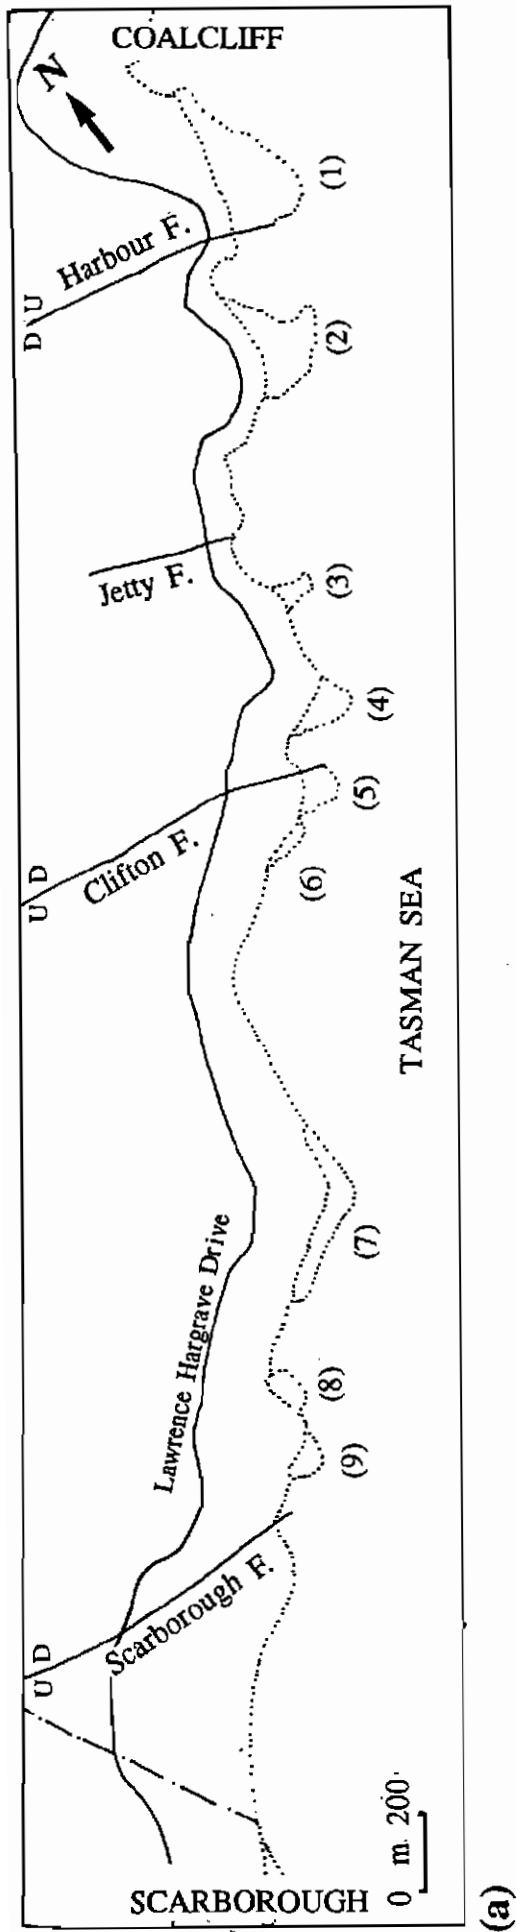 COALCLIFF
N
(1)
Harbour F.
D U
(2)
Jetty F.
(3)
(4)
(5)
Clifton F.
U D
(6)
TASMAN SEA
(7)
Lawrence Hargrave Drive
(8)
(9)
Scarborough F.
U D
0 m 200
SCARBOROUGH
(a)